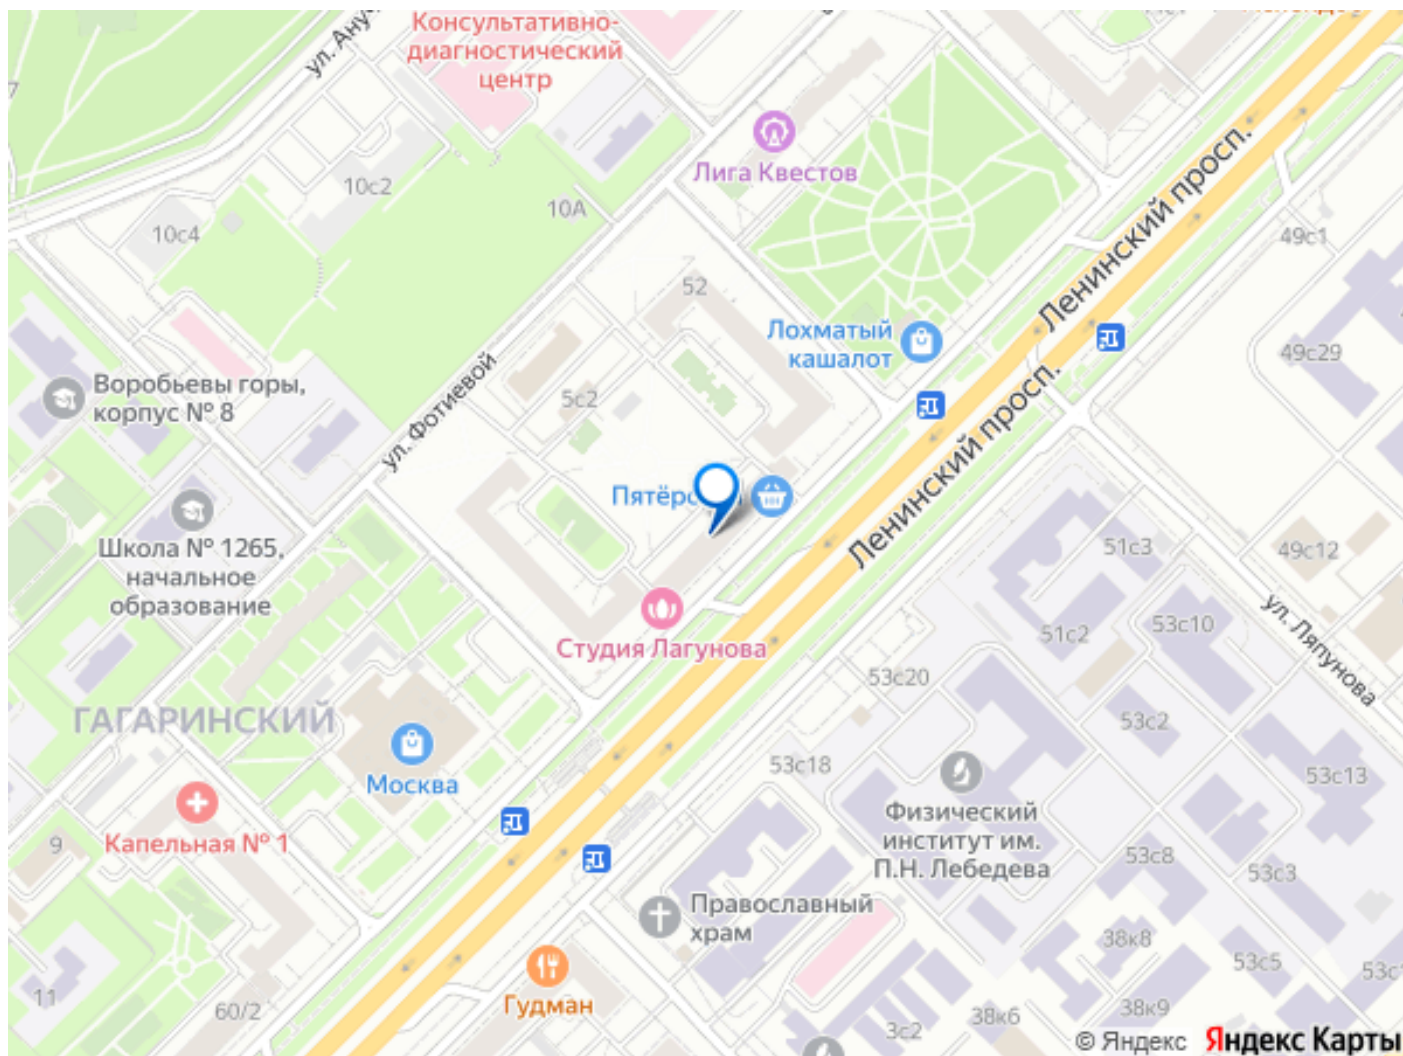 Консультативно-
диагностический
центр
ул. Ану
7
10с2
10А
10с4
Лига Квестов
Ленинский просп.
49с1
52
Лохматый
кашалот
49с29
Воробьевы горы,
корпус № 8
ул. Фотиевой
5с2
Ленинский просп.
Пятёро
Школа № 1265,
начальное
образование
51с3
49с12
51с2
53с10
ул. Ляпунова
Студия Лагунова
53с20
ГАГАРИНСКИЙ
53с2
Москва
53с18
53с13
Физический
институт им.
П.Н. Лебедева
Капельная № 1
9
53с8
53с3
Православный
храм
38к8
53с5
53с
11
60/2
Гудман
3с2
38к6
38к9
© Яндекс Яндекс Карты